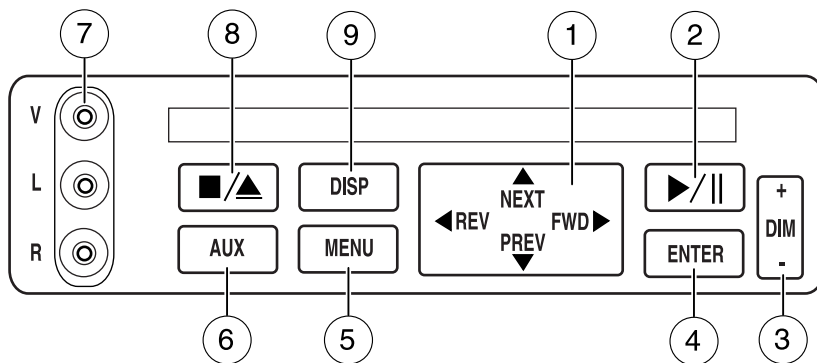 7 8 9 1 2
V
L
R
DISP
NEXT
REV FWD
PREV
+
DIM
-
AUX
MENU
ENTER
6 5 4 3